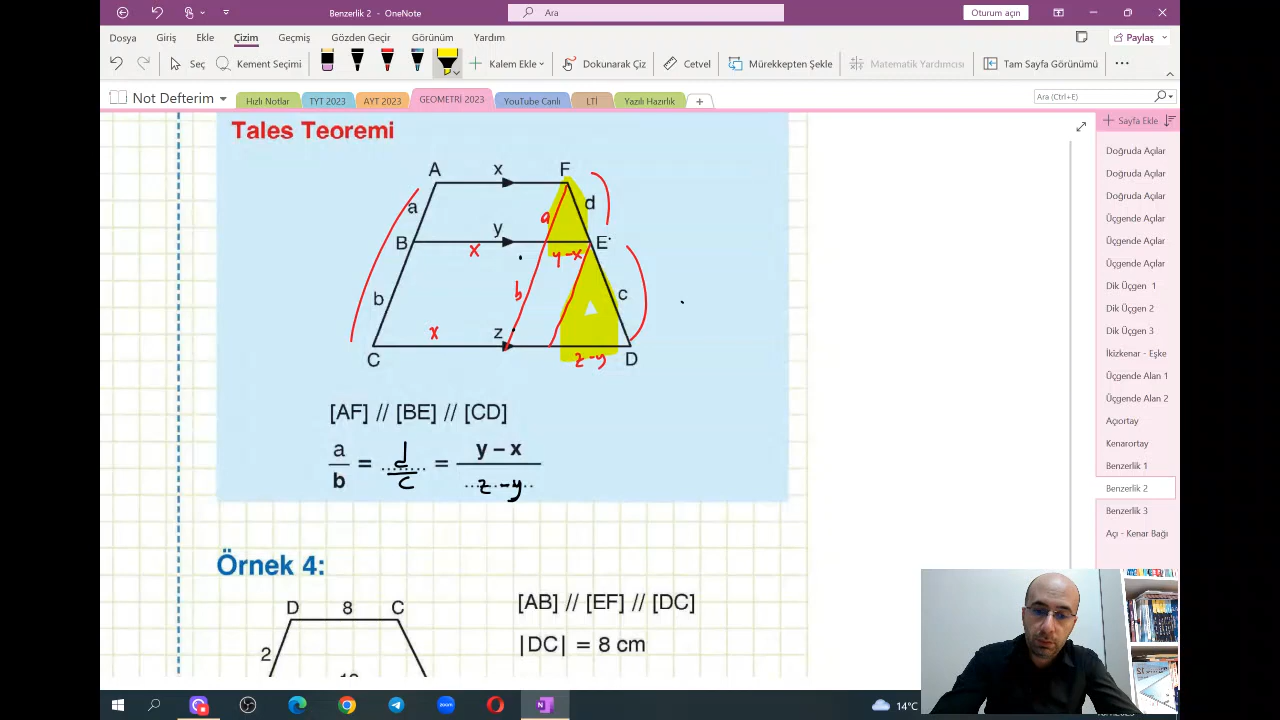 Benzerlik 2 - OneNote
Ara
Oturum açın
Dosya Giriş Ekle Çizim Geçmiş Gözden Geçir Görünüm Yardım
Paylaş
Seç Kement Seçimi Kalem Ekle Dokunarak Çiz Cetvel Mürekkepten Şekle Matematik Yardımcısı Tam Sayfa Görünümü
Not Defterim Hızlı Notlar TYT 2023 AYT 2023 GEOMETRİ 2023 YouTube Canlı LTİ Yazılı Hazırlık
Ara (Ctrl+E)
Sayfa Ekle
Doğruda Açılar
Doğruda Açılar
Doğruda Açılar
Üçgende Açılar
Üçgende Açılar
Üçgende Açılar
Dik Üçgen 1
Dik Üçgen 2
Dik Üçgen 3
İkizkenar - Eşke
Üçgende Alan 1
Üçgende Alan 2
Açıortay
Kenarortay
Benzerlik 1
Benzerlik 2
Benzerlik 3
Açı - Kenar Bağı
Tales Teoremi
A x F
a a d
B y E
x y-x
b b c
x z
C z-y D
[AF] // [BE] // [CD]
a/b = d/c = y – x/z-y
Örnek 4:
D 8 C
2
[AB] // [EF] // [DC]
|DC| = 8 cm
14°C